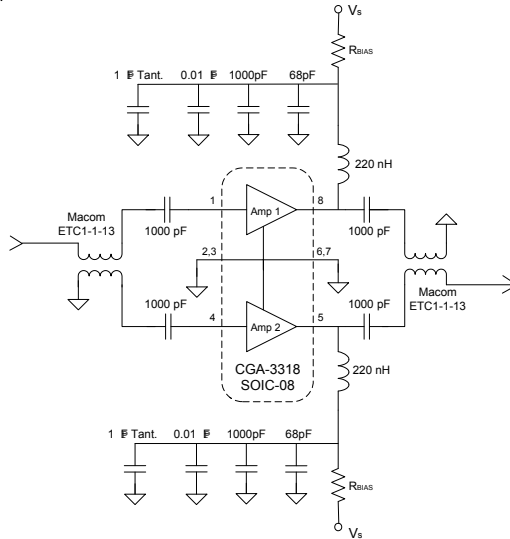 Vs
RBIAS
1 F Tant. 0.01 F 1000pF 68pF
220 nH
1 Amp 1 8
Macom
ETC1-1-13
1000 pF
1000 pF
2,3 6,7
1000 pF
1000 pF
Macom
ETC1-1-13
4 Amp 2 5
CGA-3318
SOIC-08
220 nH
1 F Tant. 0.01 F 1000pF 68pF
RBIAS
Vs